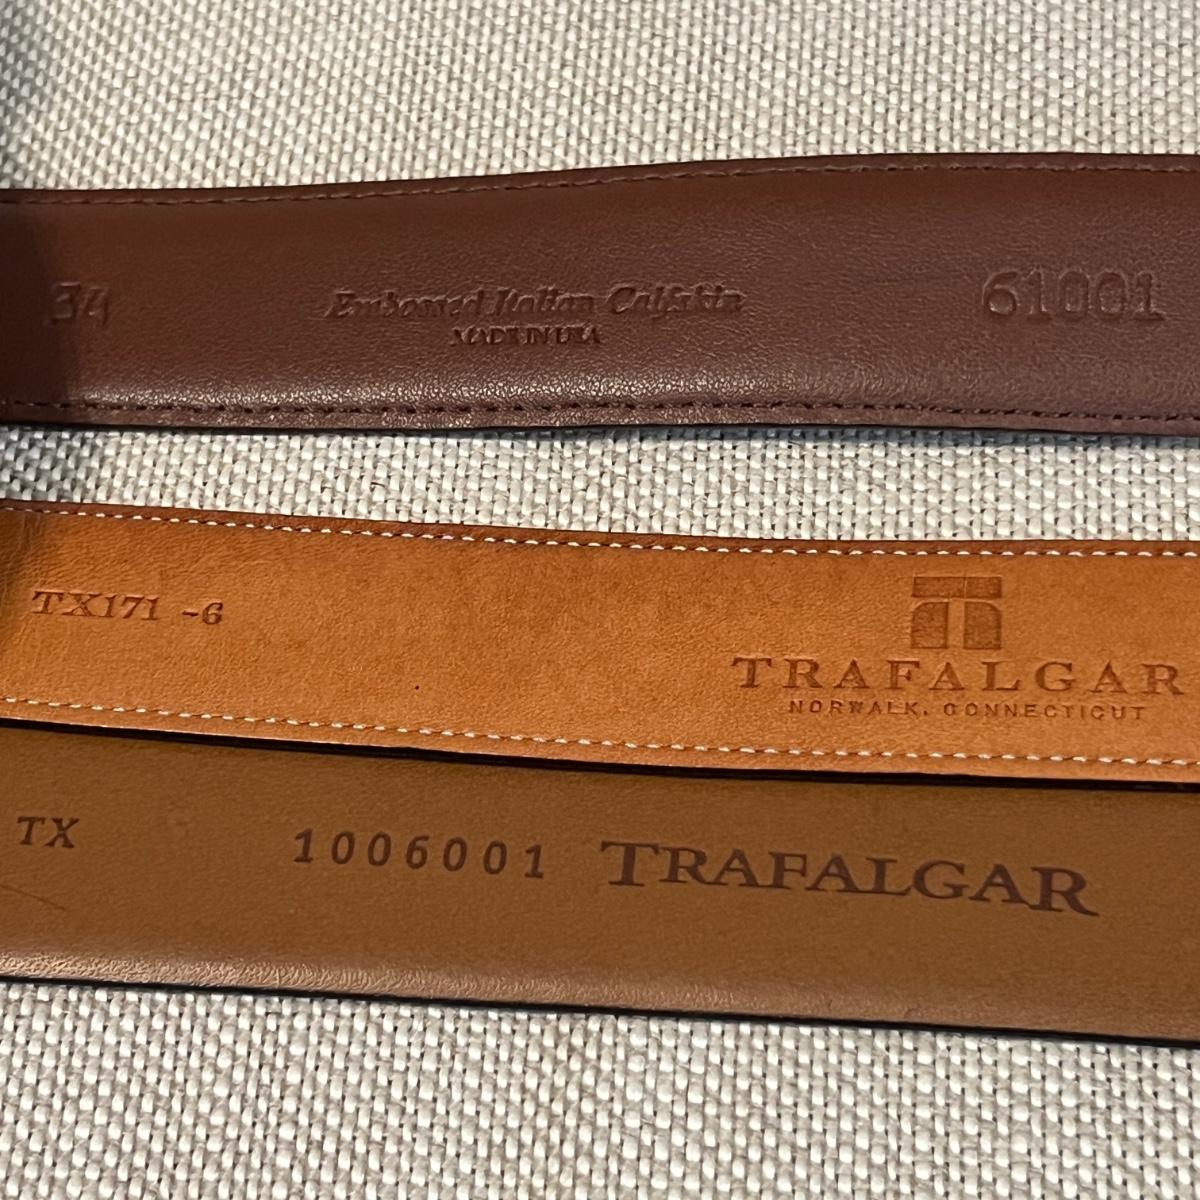 34
Embossed Italian Calfskin
MADE IN USA
61001
TX171 -6
TRAFALGAR
NORWALK, CONNECTICUT
TX 1006001 TRAFALGAR